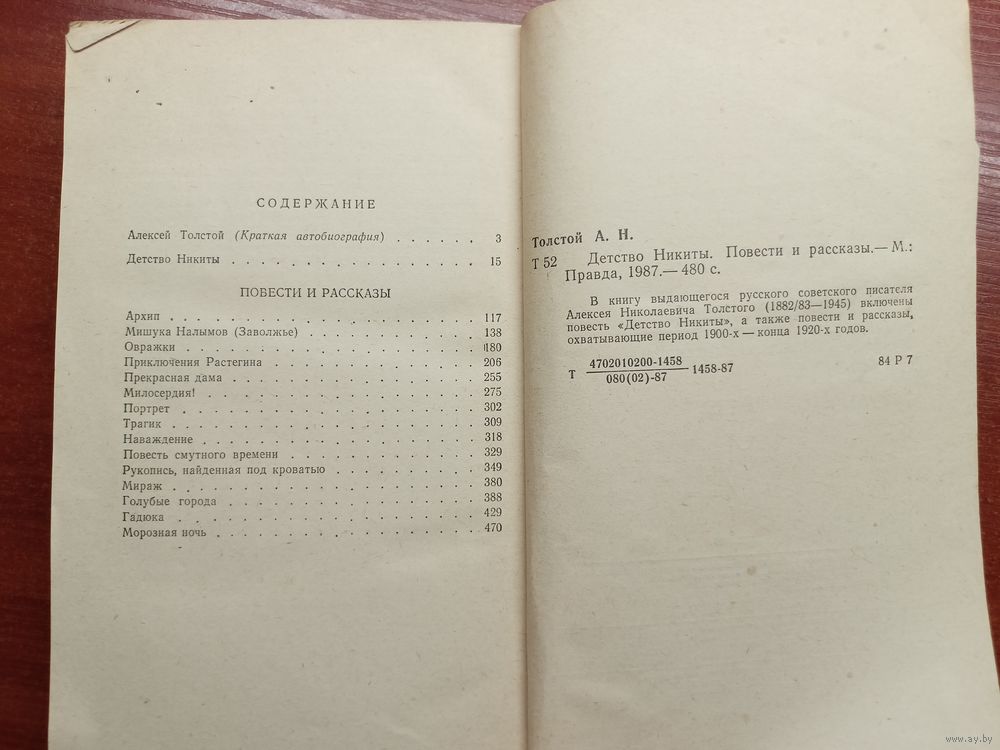 СОДЕРЖАНИЕ
Алексей Толстой (Краткая автобиография) . . . . . . 3
Детство Никиты . . . . . . . . . . . . . . . . 15
ПОВЕСТИ И РАССКАЗЫ
Архип . . . . . . . . . . . . . . . . . . . . 117
Мишука Налымов (Заволжье) . . . . . . . . . . . 138
Овражки . . . . . . . . . . . . . . . . . . . 180
Приключения Растегина . . . . . . . . . . . . . 206
Прекрасная дама . . . . . . . . . . . . . . . . 255
Милосердия! . . . . . . . . . . . . . . . . . 275
Портрет . . . . . . . . . . . . . . . . . . . 302
Трагик . . . . . . . . . . . . . . . . . . . . 309
Наваждение . . . . . . . . . . . . . . . . . . 318
Повесть смутного времени . . . . . . . . . . . . 329
Рукопись, найденная под кроватью . . . . . . . . . 349
Мираж . . . . . . . . . . . . . . . . . . . . 380
Голубые города . . . . . . . . . . . . . . . . 388
Гадюка . . . . . . . . . . . . . . . . . . . . 429
Морозная ночь . . . . . . . . . . . . . . . . . 470
Толстой А. Н.
Т 52 Детство Никиты. Повести и рассказы.— М.:
Правда, 1987.— 480 с.
В книгу выдающегося русского советского писателя
Алексея Николаевича Толстого (1882/83—1945) включены
повесть «Детство Никиты», а также повести и рассказы,
охватывающие период 1900-х — конца 1920-х годов.
Т 4702010200-1458 1458-87 84 Р 7
080(02)-87
www.ay.by